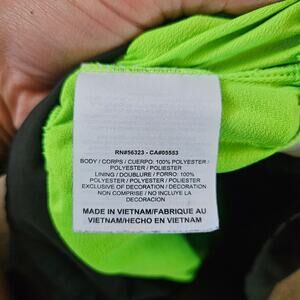 RN#56323 - CA#05553
BODY / CORPS / CUERPO: 100% POLYESTER /
POLYESTER / POLIESTER
LINING / DOUBLURE / FORRO: 100%
POLYESTER / POLYESTER / POLIESTER
EXCLUSIVE OF DECORATION / DECORATION
NON COMPRISE / NO INCLUYE LA
DECORACION
MADE IN VIETNAM/FABRIQUE AU
VIETNAM/HECHO EN VIETNAM